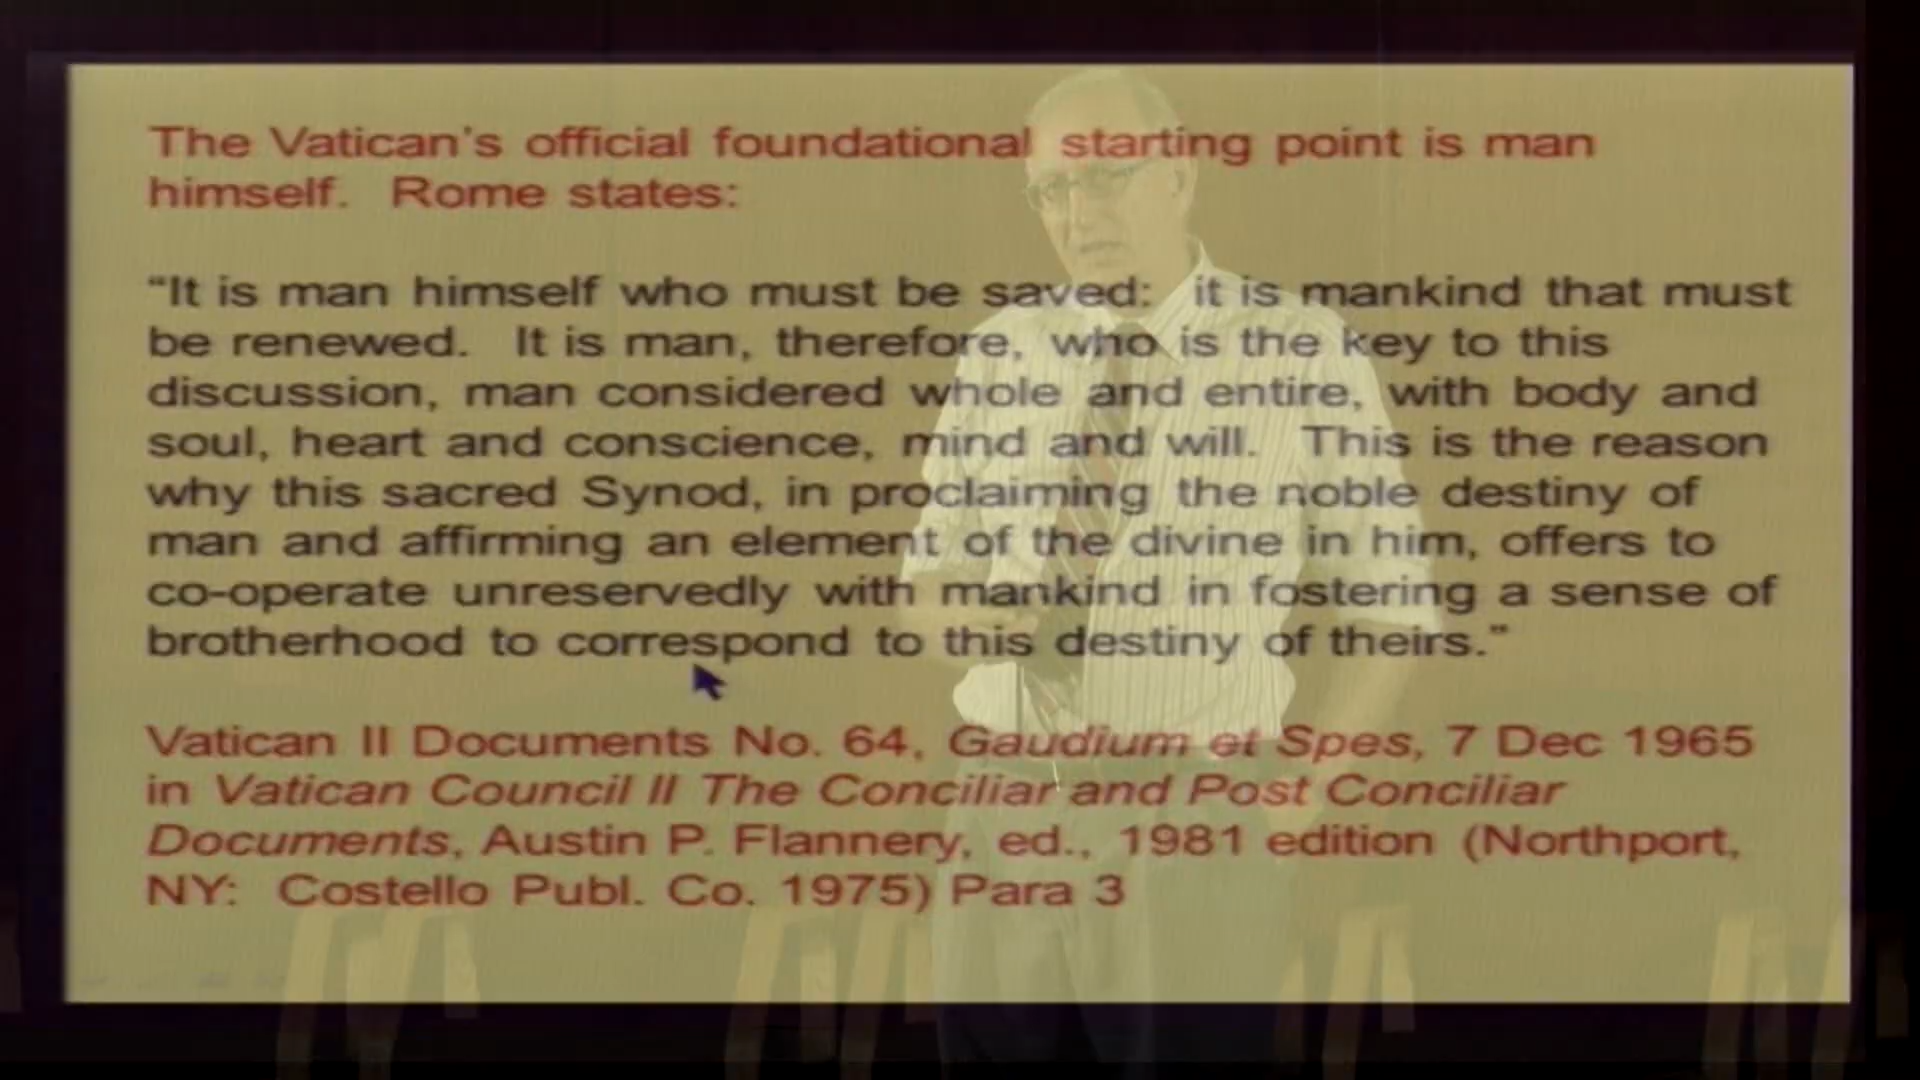 The Vatican's official foundational starting point is man
himself. Rome states:
“It is man himself who must be saved: it is mankind that must
be renewed. It is man, therefore, who is the key to this
discussion, man considered whole and entire, with body and
soul, heart and conscience, mind and will. This is the reason
why this sacred Synod, in proclaiming the noble destiny of
man and affirming an element of the divine in him, offers to
co-operate unreservedly with mankind in fostering a sense of
brotherhood to correspond to this destiny of theirs.”
Vatican II Documents No. 64, Gaudium et Spes, 7 Dec 1965
in Vatican Council II The Conciliar and Post Conciliar
Documents, Austin P. Flannery, ed., 1981 edition (Northport,
NY: Costello Publ. Co. 1975) Para 3